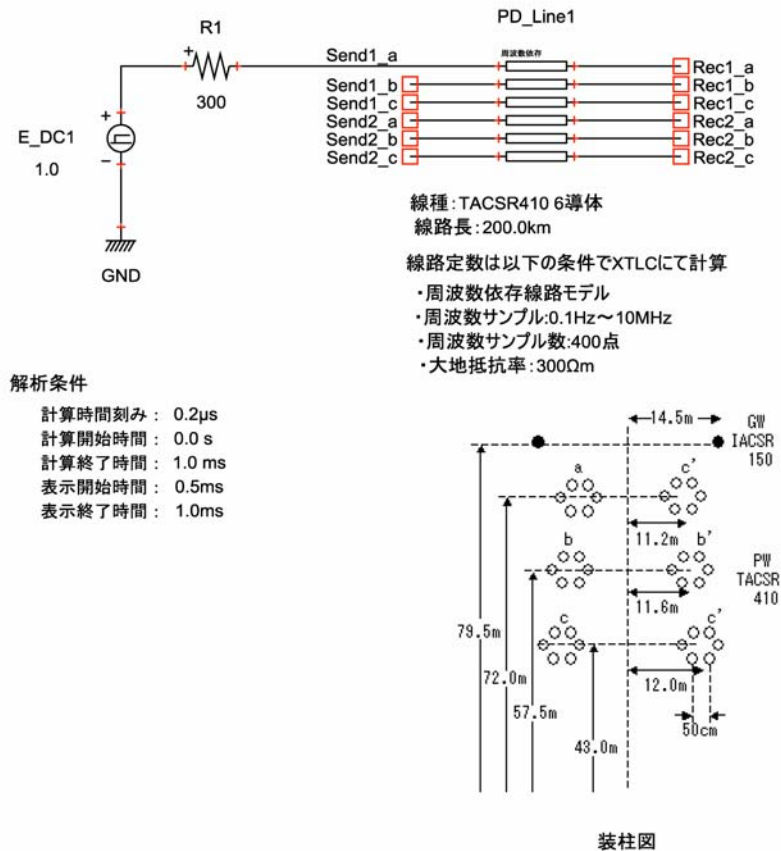 PD_Line1
R1
300
E_DC1
1.0
GND
+
+
−
周波数依存
Send1_a
Send1_b
Send1_c
Send2_a
Send2_b
Send2_c
Rec1_a
Rec1_b
Rec1_c
Rec2_a
Rec2_b
Rec2_c
線種：TACSR410 6導体
線路長：200.0km
線路定数は以下の条件でXTLCにて計算
・周波数依存線路モデル
・周波数サンプル:0.1Hz～10MHz
・周波数サンプル数:400点
・大地抵抗率：300Ωm
解析条件
計算時間刻み： 0.2μs
計算開始時間： 0.0 s
計算終了時間： 1.0 ms
表示開始時間： 0.5ms
表示終了時間： 1.0ms
14.5m
GW
IACSR
150
a
c'
11.2m
b
b'
PW
TACSR
410
11.6m
c
c'
79.5m
72.0m
12.0m
57.5m
50cm
43.0m
装柱図